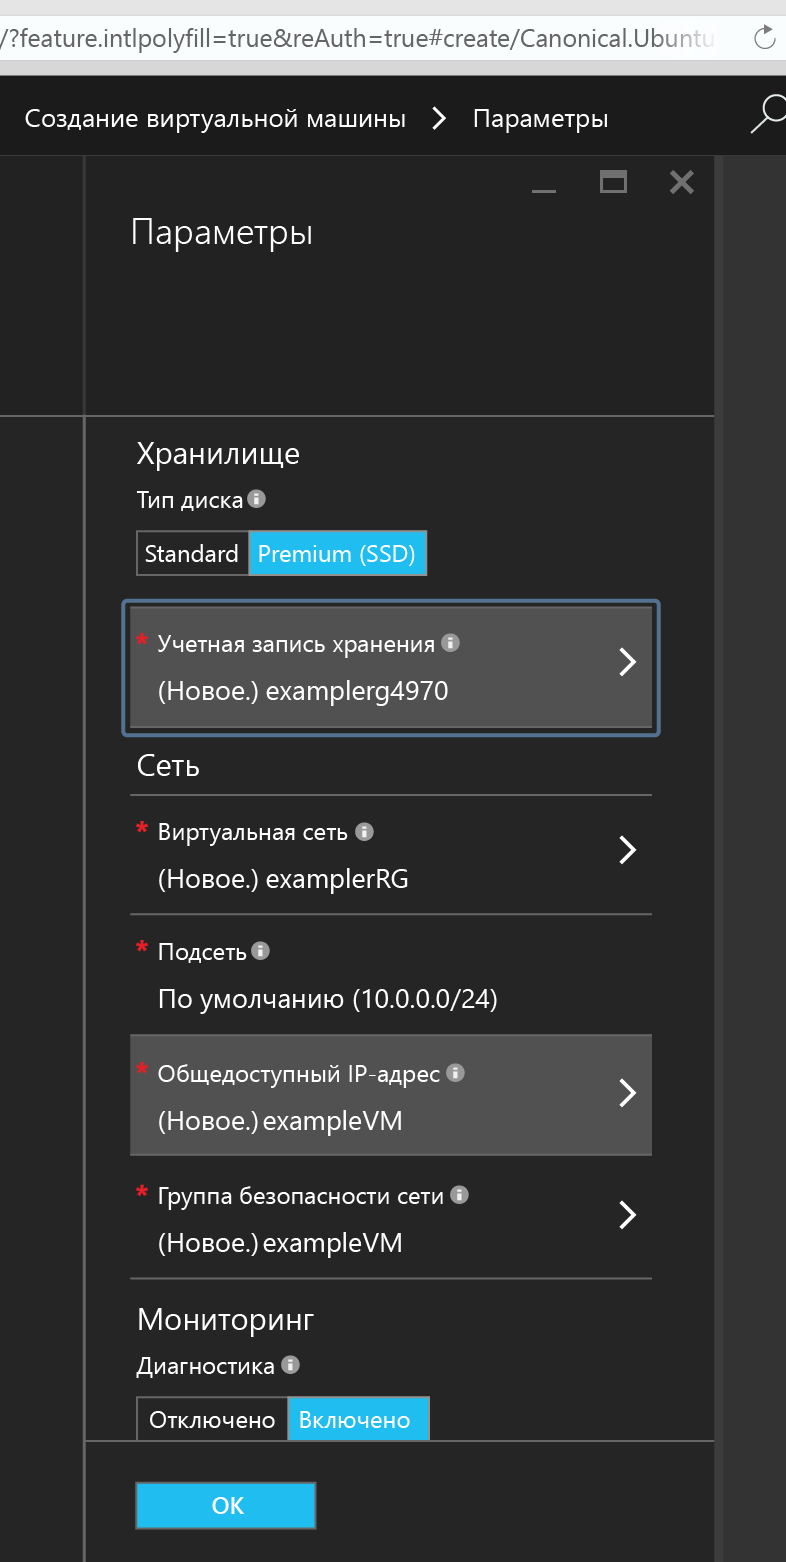 /?feature.intlpolyfill=true&reAuth=true#create/Canonical.Ubuntu
Создание виртуальной машины > Параметры
Параметры
Хранилище
Тип диска
Standard Premium (SSD)
* Учетная запись хранения
(Новое.) examplerg4970
Сеть
* Виртуальная сеть
(Новое.) examplerRG
* Подсеть
По умолчанию (10.0.0.0/24)
* Общедоступный IP-адрес
(Новое.) exampleVM
* Группа безопасности сети
(Новое.) exampleVM
Мониторинг
Диагностика
Отключено Включено
OK